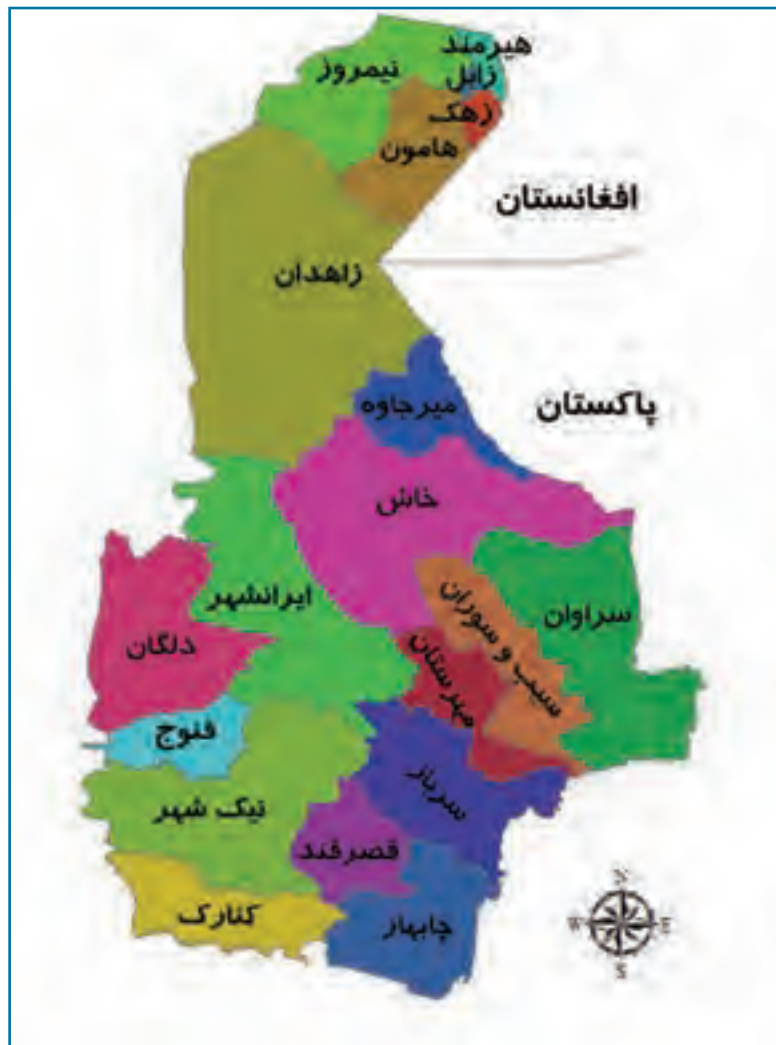 هیرمند
نیمروز
زابل
زهک
هامون
افغانستان
زاهدان
میرجاوه
پاکستان
خاش
ایرانشهر
سیب و سوران
سراوان
دلگان
مهرستان
فنوج
سرباز
نیک شهر
قصرقند
کنارک
چابهار
N
W
E
S